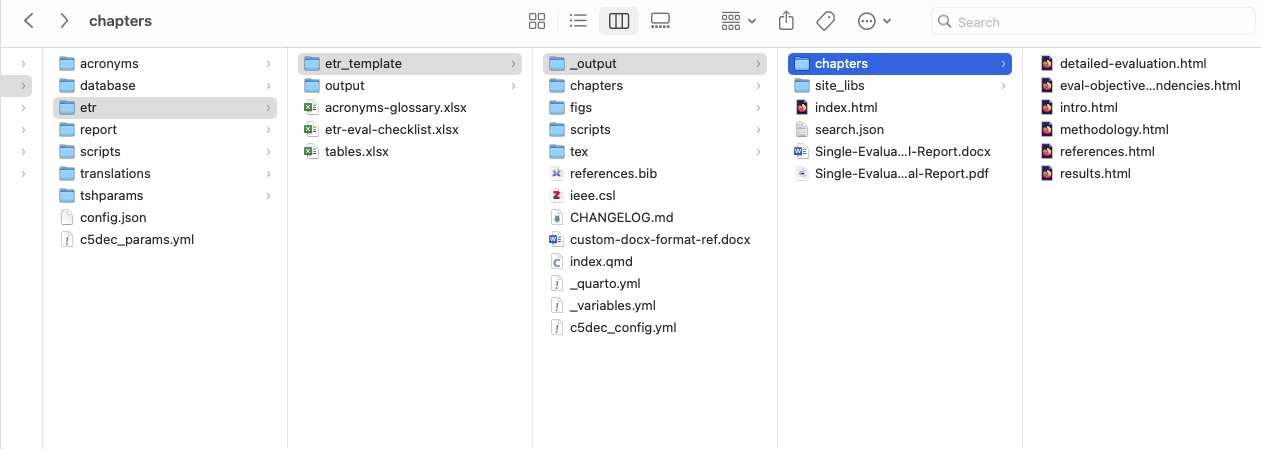 chapters
Search
acronyms
database
etr
report
scripts
translations
tshparams
config.json
c5dec_params.yml
etr_template
output
acronyms-glossary.xlsx
etr-eval-checklist.xlsx
tables.xlsx
_output
chapters
figs
scripts
tex
references.bib
ieee.csl
CHANGELOG.md
custom-docx-format-ref.docx
index.qmd
_quarto.yml
_variables.yml
c5dec_config.yml
chapters
site_libs
index.html
search.json
Single-Evalua...l-Report.docx
Single-Evalua...al-Report.pdf
detailed-evaluation.html
eval-objective...ndencies.html
intro.html
methodology.html
references.html
results.html